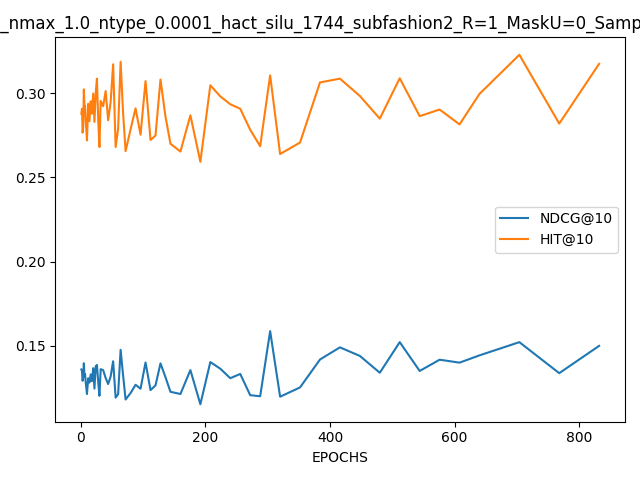 _nmax_1.0_ntype_0.0001_hact_silu_1744_subfashion2_R=1_MaskU=0_Samp
0.30
0.25
0.20
0.15
NDCG@10
HIT@10
0 200 400 600 800
EPOCHS